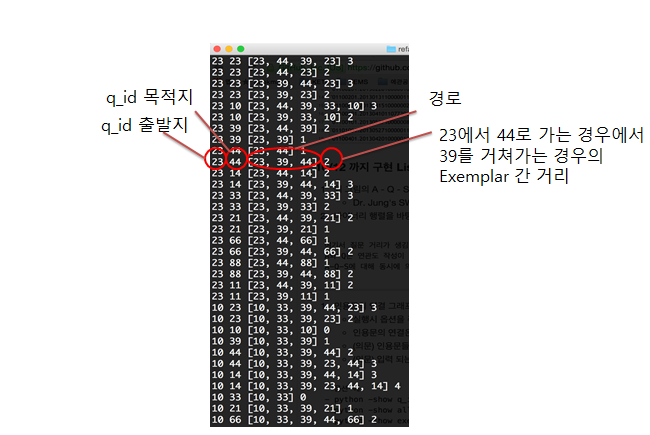 refa
23 23 [23, 44, 39, 23] 3
23 23 [23, 44, 23] 2
23 23 [23, 39, 44, 23] 3
23 23 [23, 39, 23] 2
23 10 [23, 44, 39, 33, 10] 3
23 10 [23, 39, 33, 10] 2
23 39 [23, 44, 39] 2
23 39 [23, 39] 1
23 44 [23, 44] 1
23 44 [23, 39, 44] 2
23 14 [23, 44, 14] 2
23 14 [23, 39, 44, 14] 3
23 33 [23, 44, 39, 33] 3
23 33 [23, 39, 33] 2
23 21 [23, 44, 39, 21] 2
23 21 [23, 39, 21] 1
23 66 [23, 44, 66] 1
23 66 [23, 39, 44, 66] 2
23 88 [23, 44, 88] 1
23 88 [23, 39, 44, 88] 2
23 11 [23, 44, 39, 11] 2
23 11 [23, 39, 11] 1
10 23 [10, 33, 39, 44, 23] 3
10 23 [10, 33, 39, 23] 2
10 10 [10, 33, 10] 0
10 39 [10, 33, 39] 1
10 44 [10, 33, 39, 44] 2
10 44 [10, 33, 39, 23, 44] 3
10 14 [10, 33, 39, 44, 14] 3
10 14 [10, 33, 39, 23, 44, 14] 4
10 33 [10, 33] 0
10 21 [10, 33, 39, 21] 1
10 66 [10, 33, 39, 44, 66] 2
q_id 목적지
q_id 출발지
경로
23에서 44로 가는 경우에서
39를 거쳐가는 경우의
Exemplar 간 거리